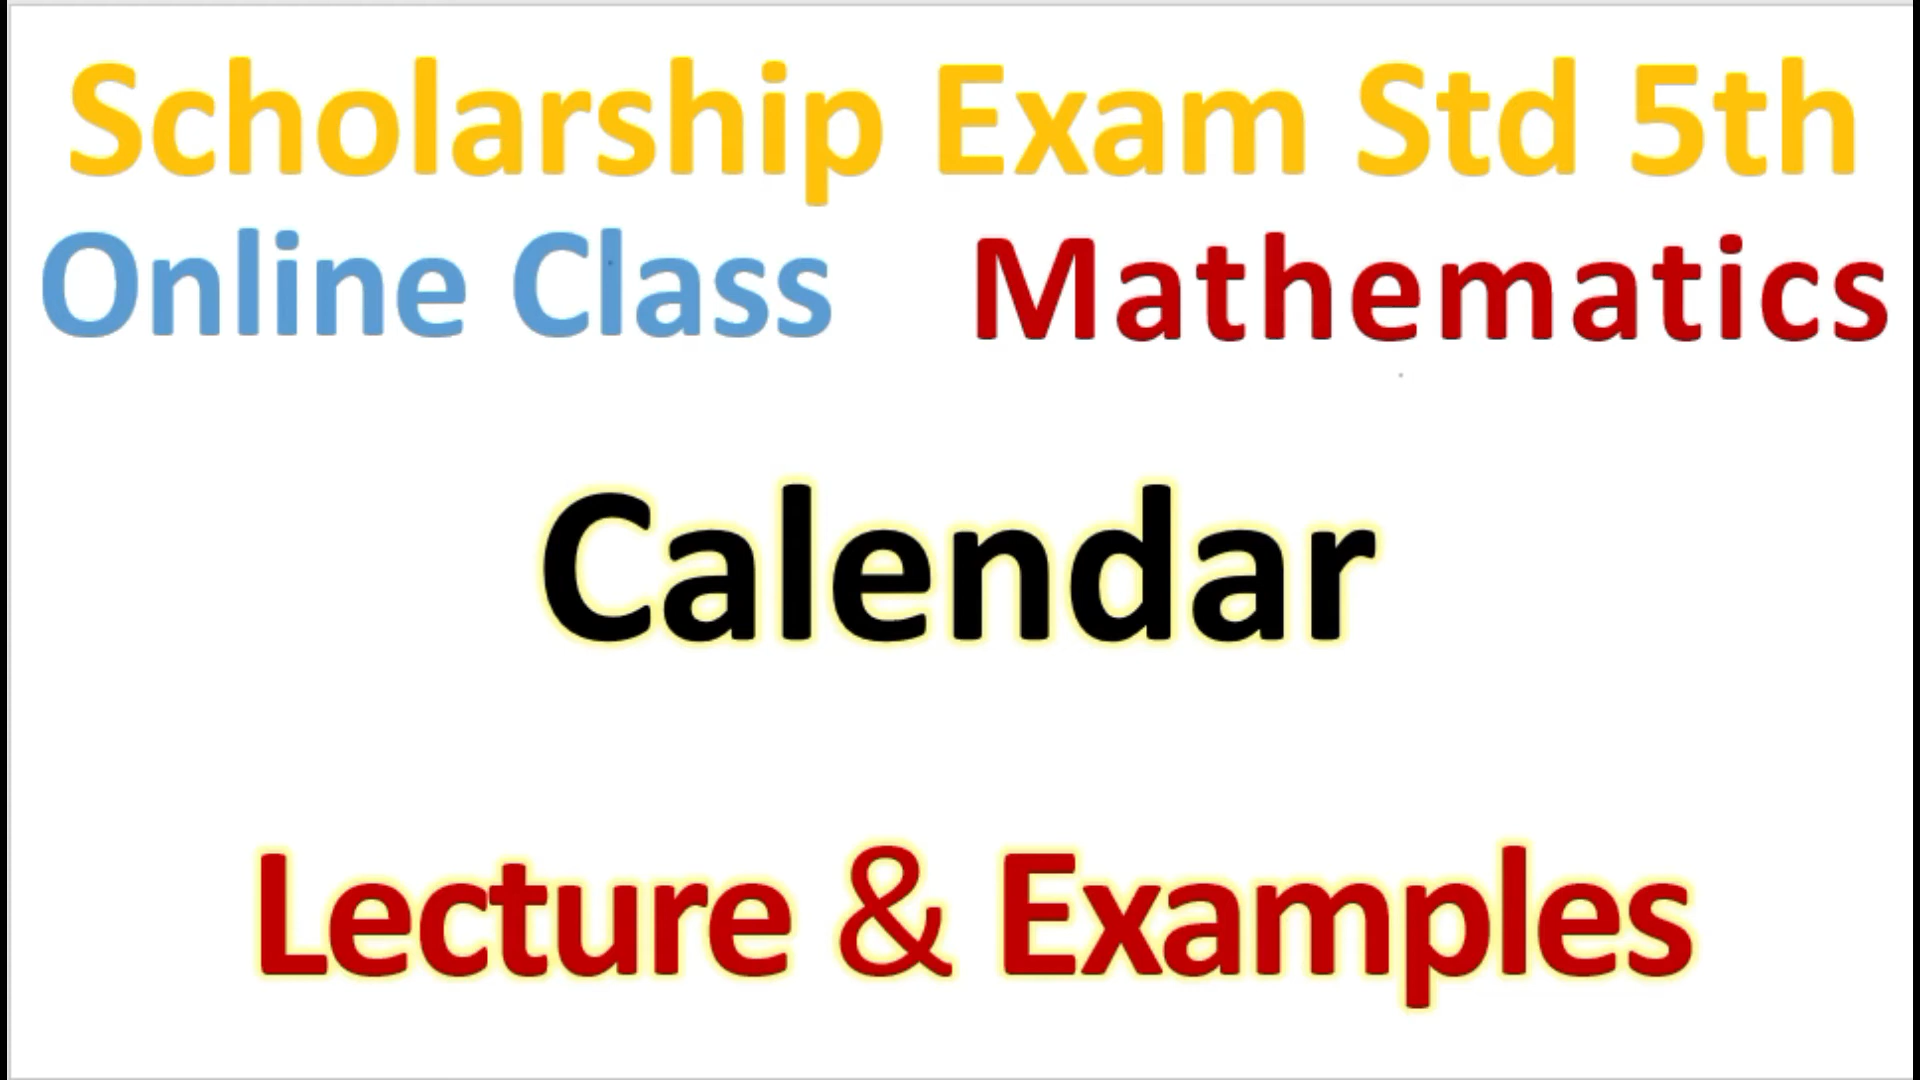 Scholarship Exam Std 5th
Online Class Mathematics
Calendar
Lecture & Examples